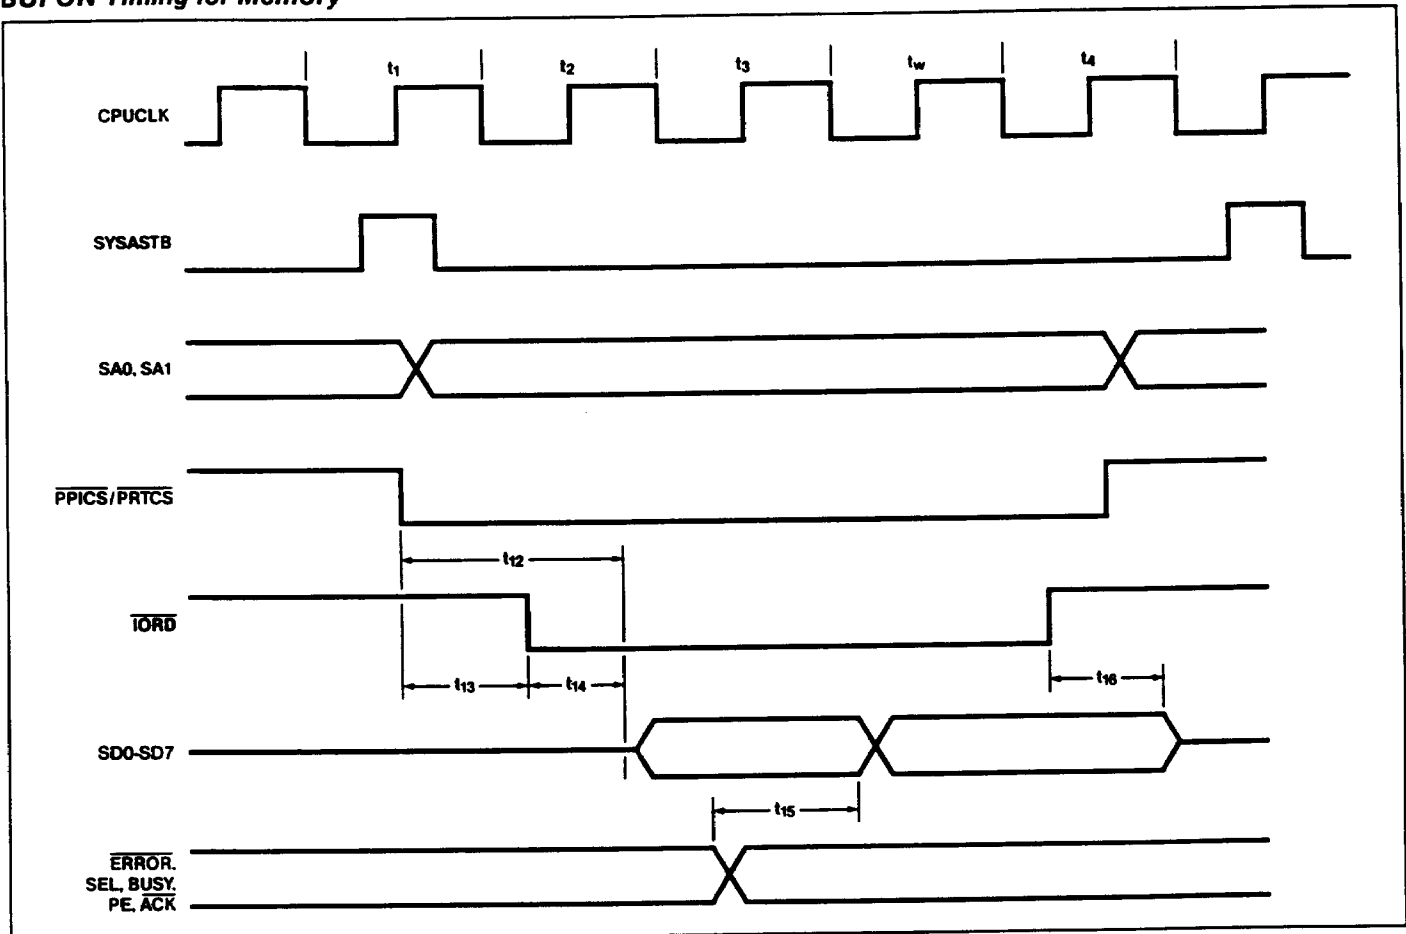 Timing for Memory
t1 t2 t3 tw t4
CPUCLK
SYSASTB
SA0, SA1
PPICS/PRTCS
t12
IORD
t13 t14 t16
SD0-SD7
t15
ERROR.
SEL, BUSY.
PE, ACK